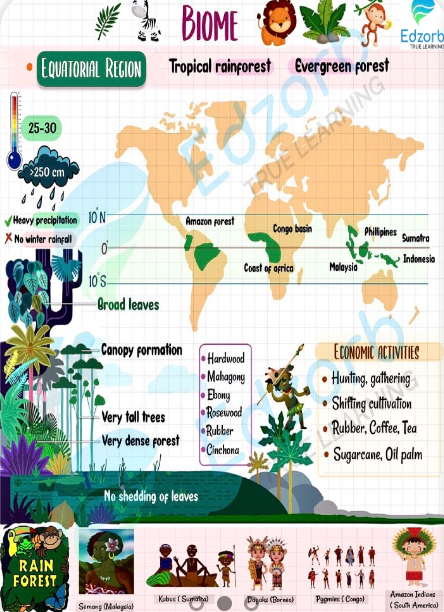 BIOME
Edzorb
TRUE LEARNING
• EQUATORIAL REGION
Tropical rainforest
Evergreen forest
25-30
>250 cm
✓ Heavy precipitation
✗ No winter rainfall
10°N
0°
10°S
Amazon forest
Congo basin
Coast of africa
Phillipines
Sumatra
Malaysia
Indonesia
Broad leaves
Canopy formation
Very tall trees
Very dense forest
No shedding of leaves
• Hardwood
• Mahagony
• Ebony
• Rosewood
• Rubber
• Cinchona
ECONOMIC ACTIVITIES
• Hunting, gathering
• Shifting cultivation
• Rubber, Coffee, Tea
• Sugarcane, Oil palm
Edzorb
TRUE LEARNING
Edzorb
TRUE LEARNING
RAIN
FOREST
Semang (Malaysia)
Kubus (Sumatra)
Dayaks (Borneo)
Pygmies (Congo)
Amazon Indians
(South America)